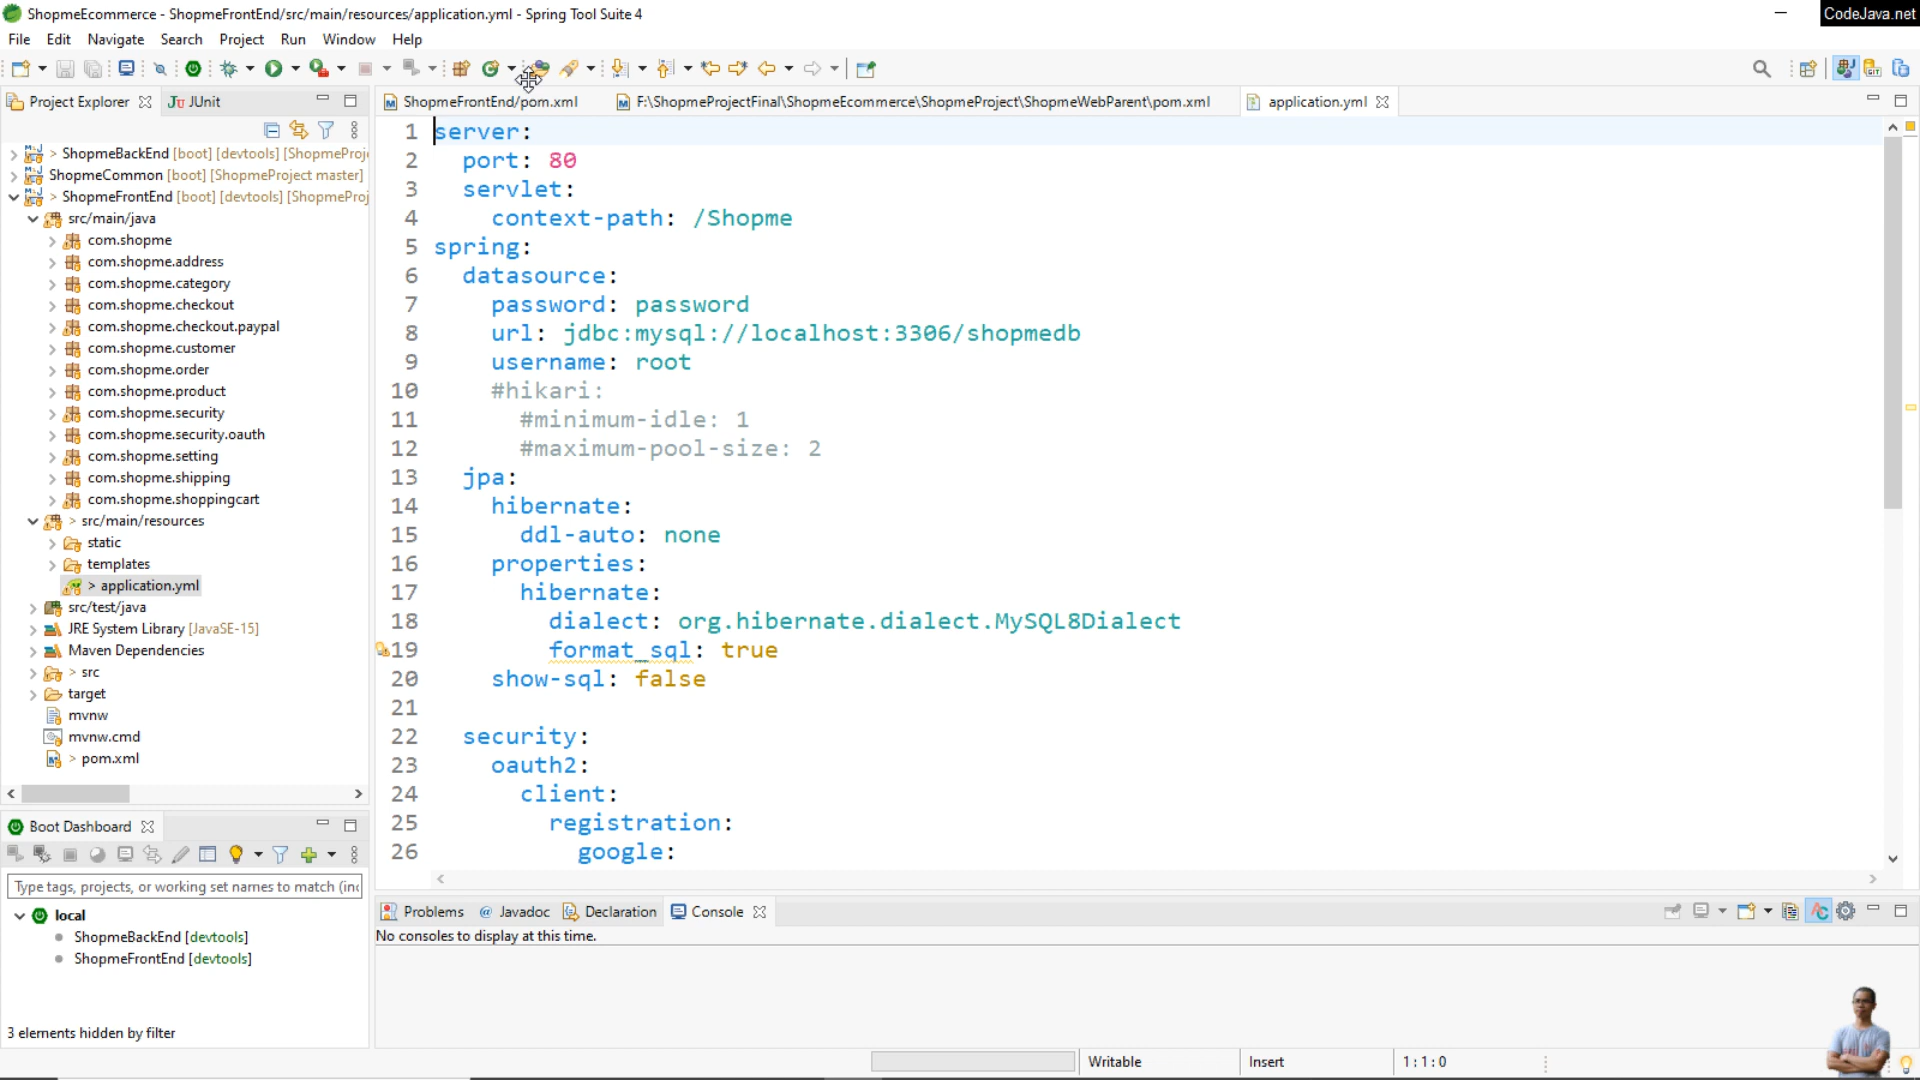 ShopmeEcommerce - ShopmeFrontEnd/src/main/resources/application.yml - Spring Tool Suite 4
CodeJava.net
File Edit Navigate Search Project Run Window Help
Project Explorer JUnit
ShopmeFrontEnd/pom.xml F:\ShopmeProjectFinal\ShopmeEcommerce\ShopmeProject\ShopmeWebParent\pom.xml application.yml
> ShopmeBackEnd [boot] [devtools] [ShopmeProj
ShopmeCommon [boot] [ShopmeProject master]
> ShopmeFrontEnd [boot] [devtools] [ShopmeProj
src/main/java
com.shopme
com.shopme.address
com.shopme.category
com.shopme.checkout
com.shopme.checkout.paypal
com.shopme.customer
com.shopme.order
com.shopme.product
com.shopme.security
com.shopme.security.oauth
com.shopme.setting
com.shopme.shipping
com.shopme.shoppingcart
> src/main/resources
static
templates
> application.yml
src/test/java
JRE System Library [JavaSE-15]
Maven Dependencies
> src
target
mvnw
mvnw.cmd
> pom.xml
1 server:
2 port: 80
3 servlet:
4 context-path: /Shopme
5 spring:
6 datasource:
7 password: password
8 url: jdbc:mysql://localhost:3306/shopmedb
9 username: root
10 #hikari:
11 #minimum-idle: 1
12 #maximum-pool-size: 2
13 jpa:
14 hibernate:
15 ddl-auto: none
16 properties:
17 hibernate:
18 dialect: org.hibernate.dialect.MySQL8Dialect
19 format_sql: true
20 show-sql: false
21
22 security:
23 oauth2:
24 client:
25 registration:
26 google:
Boot Dashboard
Type tags, projects, or working set names to match (inc
local
ShopmeBackEnd [devtools]
ShopmeFrontEnd [devtools]
3 elements hidden by filter
Problems Javadoc Declaration Console
No consoles to display at this time.
Writable Insert 1:1:0